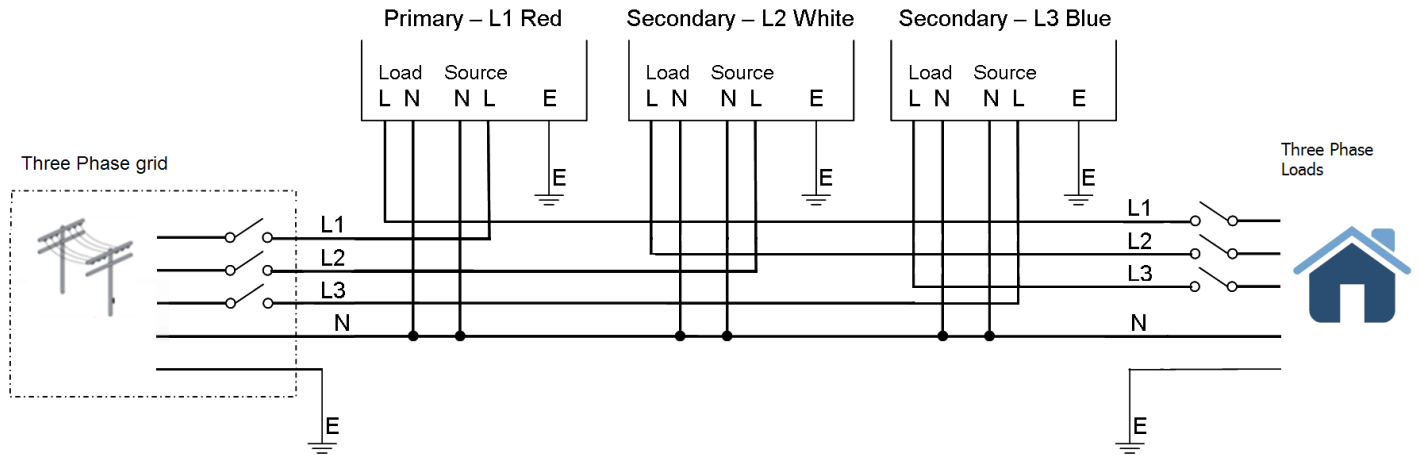 Primary – L1 Red
Secondary – L2 White
Secondary – L3 Blue
Load Source
L N N L E
Load Source
L N N L E
Load Source
L N N L E
E
E
E
Three Phase grid
Three Phase
Loads
L1
L2
L3
N
L1
L2
L3
N
E
E